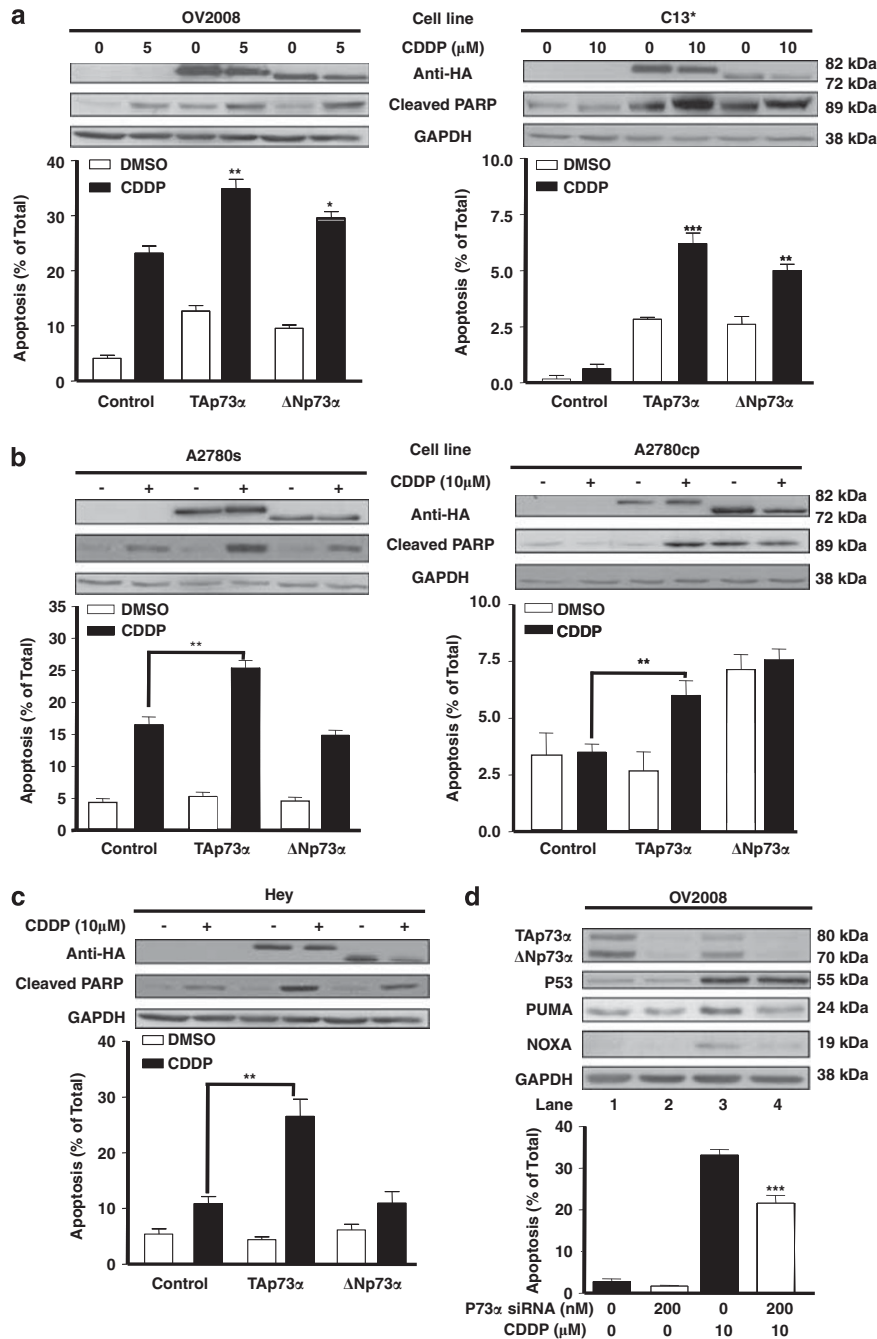 a
OV2008 Cell line C13*
0 5 0 5 0 5 CDDP (μM) 0 10 0 10 0 10
Anti-HA 82 kDa
72 kDa
Cleaved PARP 89 kDa
GAPDH 38 kDa
40
30
20
10
0
Apoptosis (% of Total)
DMSO
CDDP
** *
Control TAp73α ΔNp73α
10.0
7.5
5.0
2.5
0.0
Apoptosis (% of Total)
DMSO
CDDP
*** **
Control TAp73α ΔNp73α
b
A2780s Cell line A2780cp
- + - + - + CDDP (10μM) - + - + - +
Anti-HA 82 kDa
72 kDa
Cleaved PARP 89 kDa
GAPDH 38 kDa
35
30
25
20
15
10
5
0
Apoptosis (% of Total)
DMSO
CDDP
**
Control TAp73α ΔNp73α
10.0
7.5
5.0
2.5
0.0
Apoptosis (% of Total)
DMSO
CDDP
**
Control TAp73α ΔNp73α
c
Hey
CDDP (10μM) - + - + - +
Anti-HA
Cleaved PARP
GAPDH
40
30
20
10
0
Apoptosis (% of Total)
DMSO
CDDP
**
Control TAp73α ΔNp73α
d
OV2008
TAp73α 80 kDa
ΔNp73α 70 kDa
P53 55 kDa
PUMA 24 kDa
NOXA 19 kDa
GAPDH 38 kDa
Lane 1 2 3 4
40
30
20
10
0
Apoptosis (% of Total)
***
P73α siRNA (nM) 0 200 0 200
CDDP (μM) 0 0 10 10